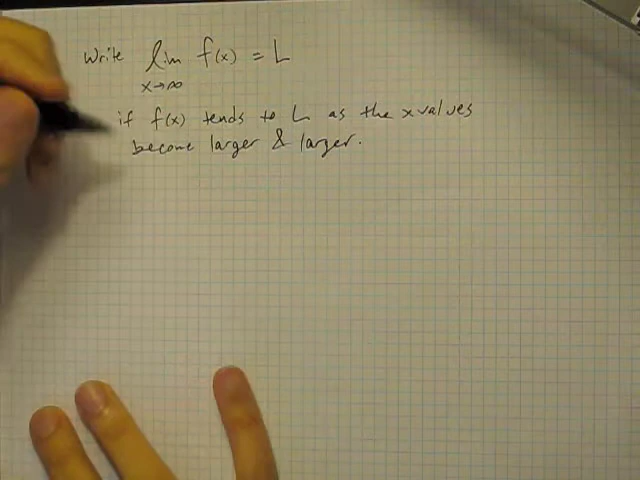 Write lim f(x) = L
x→∞
if f(x) tends to L as the x values
become larger & larger.